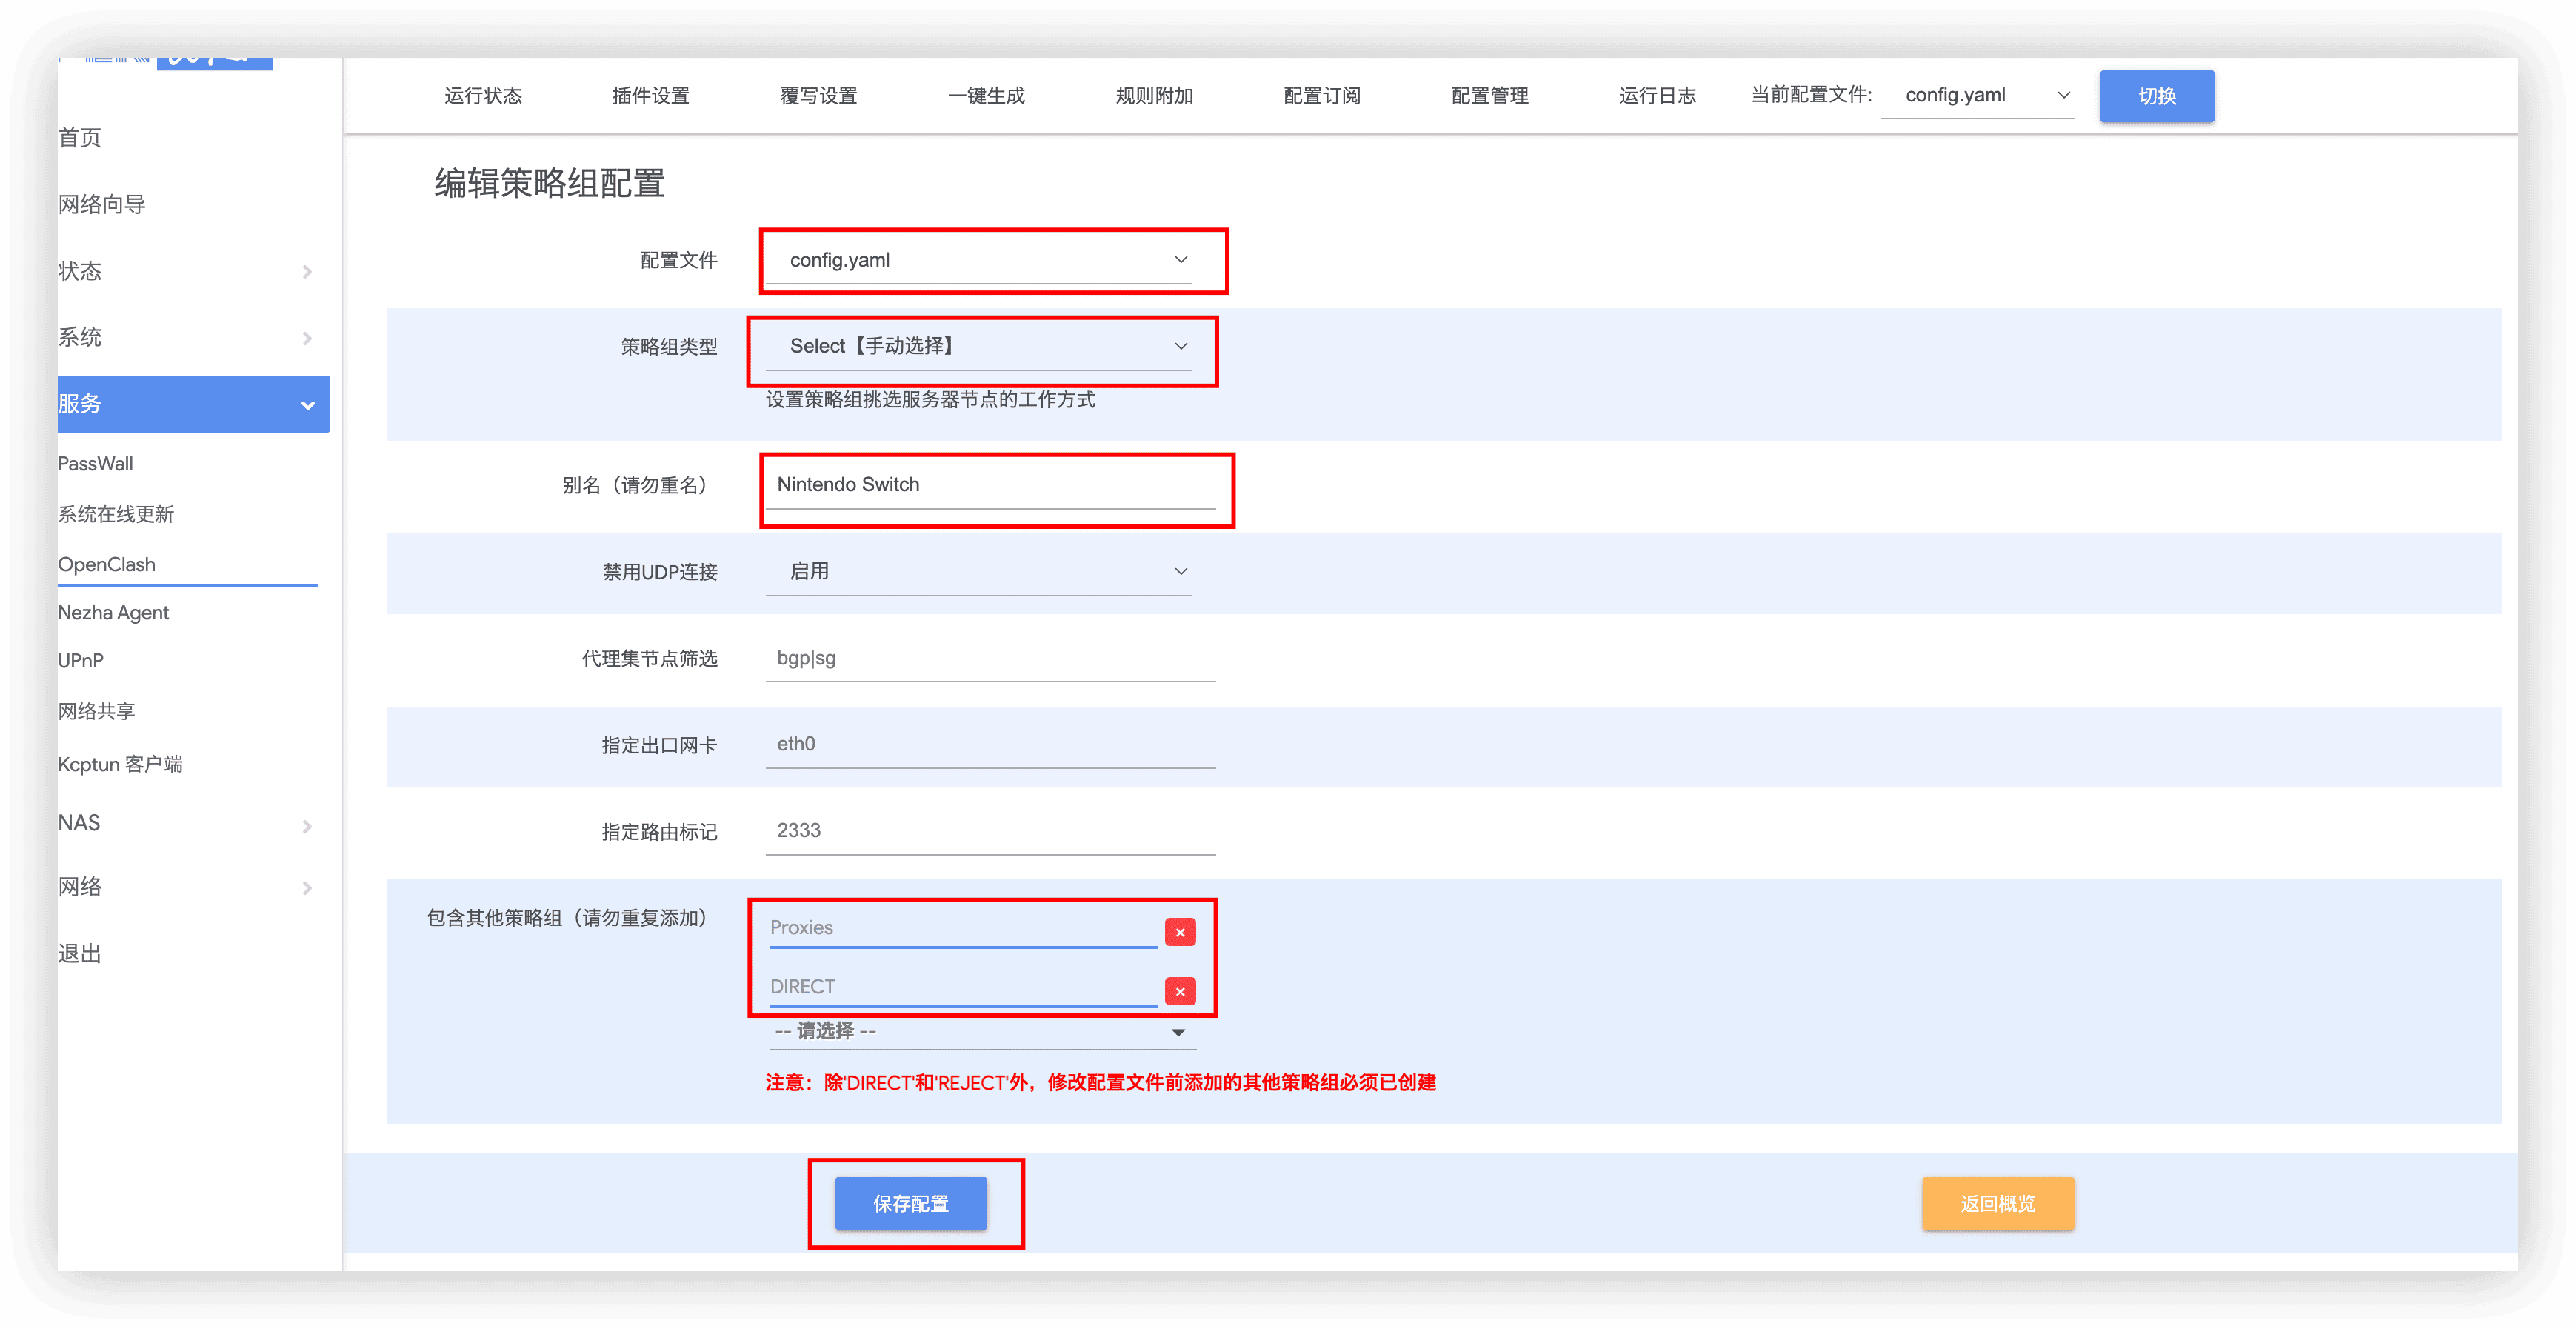 运行状态 插件设置 覆写设置 一键生成 规则附加 配置订阅 配置管理 运行日志 当前配置文件: config.yaml 切换
首页
网络向导
状态
系统
服务
PassWall
系统在线更新
OpenClash
Nezha Agent
UPnP
网络共享
Kcptun 客户端
NAS
网络
退出
编辑策略组配置
配置文件 config.yaml
策略组类型 Select【手动选择】
设置策略组挑选服务器节点的工作方式
别名（请勿重名） Nintendo Switch
禁用UDP连接 启用
代理集节点筛选 bgp|sg
指定出口网卡 eth0
指定路由标记 2333
包含其他策略组（请勿重复添加） Proxies
DIRECT
-- 请选择 --
注意：除'DIRECT'和'REJECT'外，修改配置文件前添加的其他策略组必须已创建
保存配置 返回概览